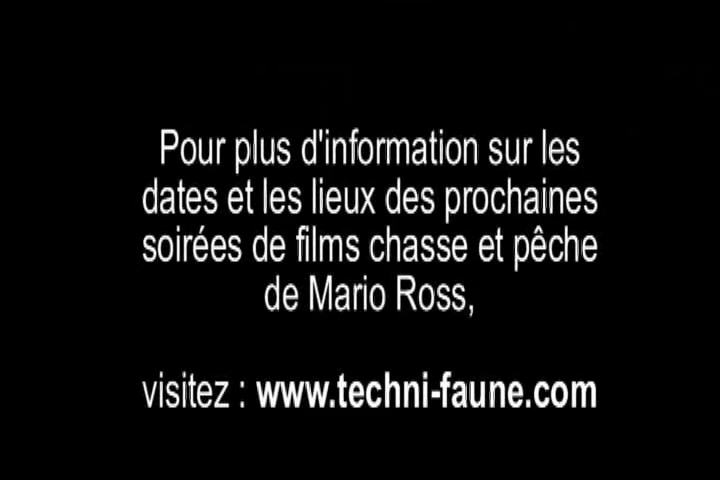 Pour plus d'information sur les
dates et les lieux des prochaines
soirées de films chasse et pêche
de Mario Ross,
visitez : www.techni-faune.com